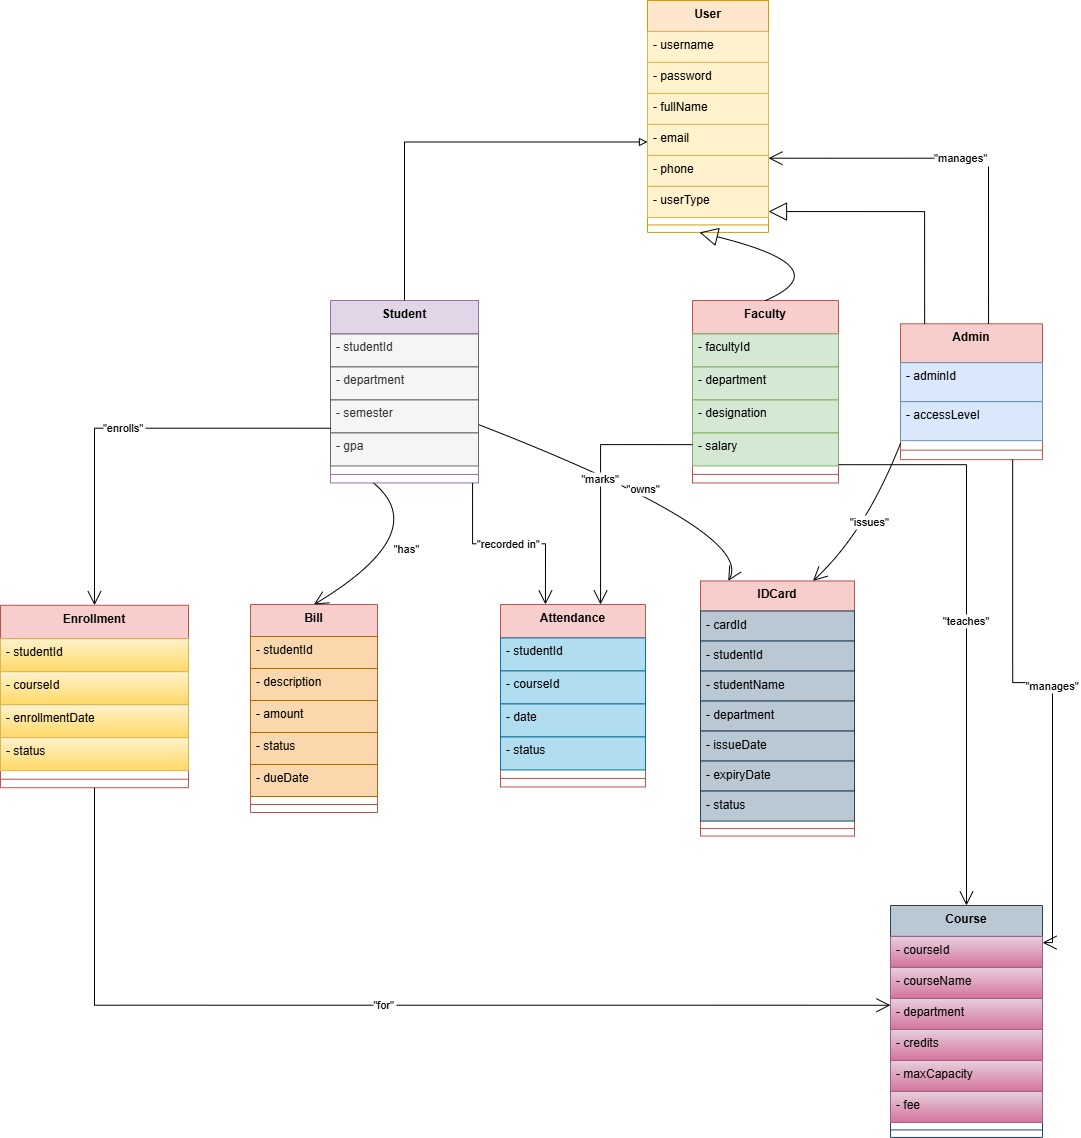 User
- username
- password
- fullName
- email
- phone
- userType
"manages"
Student
- studentId
- department
- semester
- gpa
Faculty
- facultyId
- department
- designation
- salary
Admin
- adminId
- accessLevel
"enrolls"
"has"
"recorded in"
"marks"
"owns"
"issues"
"teaches"
"manages"
Enrollment
- studentId
- courseId
- enrollmentDate
- status
Bill
- studentId
- description
- amount
- status
- dueDate
Attendance
- studentId
- courseId
- date
- status
IDCard
- cardId
- studentId
- studentName
- department
- issueDate
- expiryDate
- status
"for"
Course
- courseId
- courseName
- department
- credits
- maxCapacity
- fee